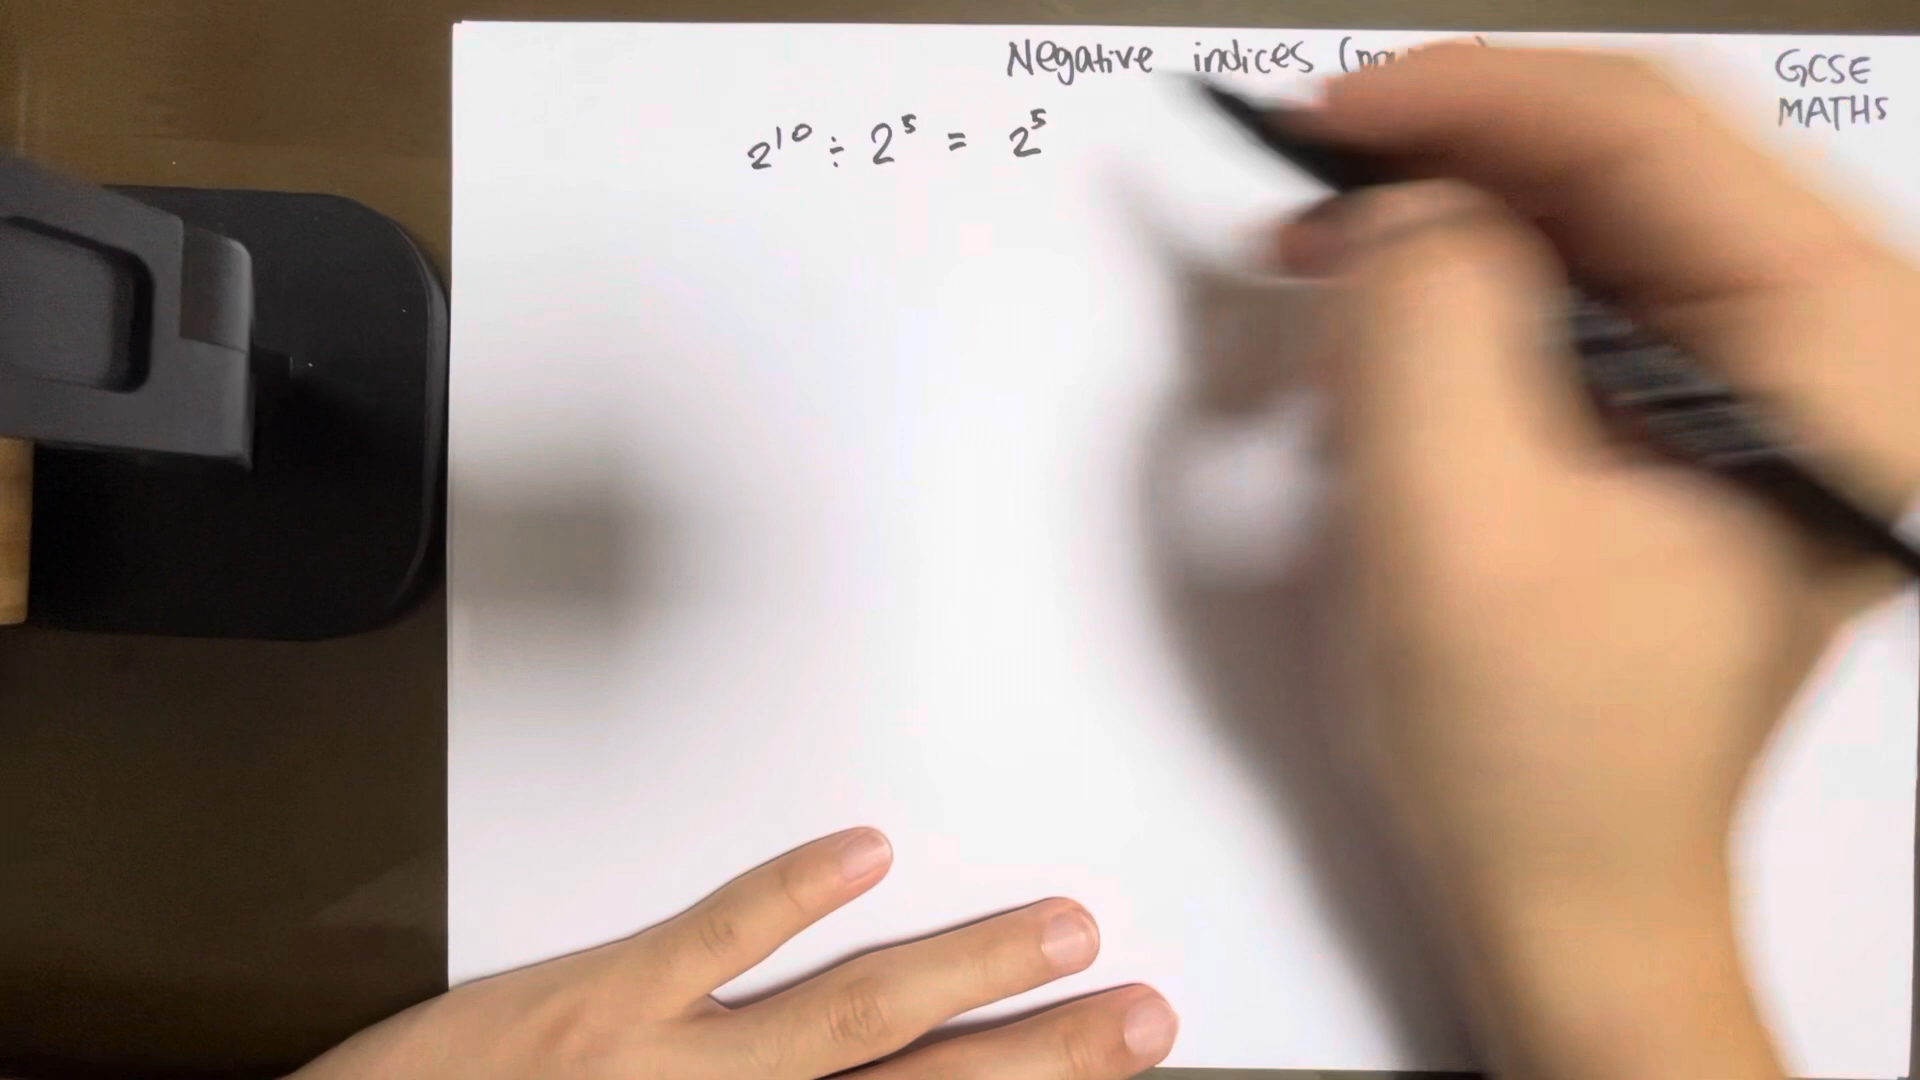 Negative indices
GCSE
MATHS
2¹⁰ ÷ 2⁵ = 2⁵